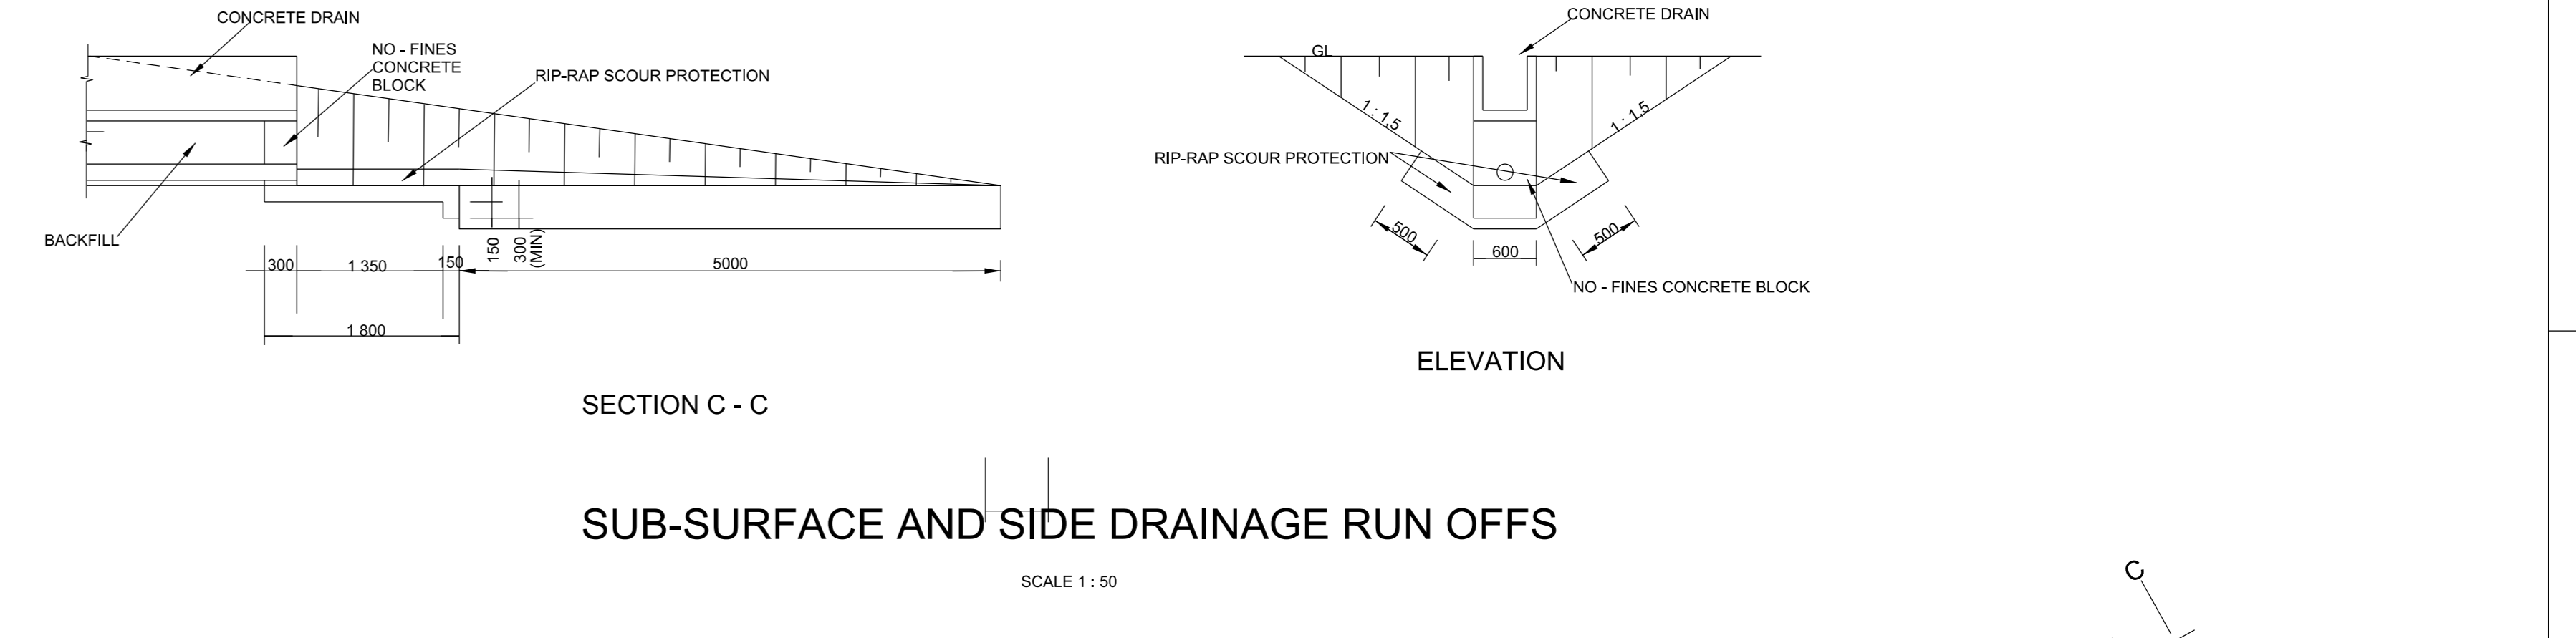 CONCRETE DRAIN
NO - FINES
CONCRETE
BLOCK
RIP-RAP SCOUR PROTECTION
BACKFILL
300
1 350
150
150
300
(MIN)
5000
1 800
SECTION C - C
CONCRETE DRAIN
GL
1 : 1,5
1 : 1,5
RIP-RAP SCOUR PROTECTION
500
600
500
NO - FINES CONCRETE BLOCK
ELEVATION
SUB-SURFACE AND SIDE DRAINAGE RUN OFFS
SCALE 1 : 50
C